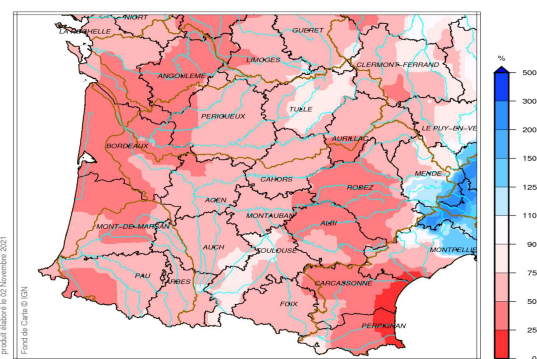 NIORT
LA ROCHELLE
GUERET
LIMOGES
CLERMONT-FERRAND
ANGOULEME
TULLE
PERIGUEUX
LE PUY-EN-VE
AURILLAC
BORDEAUX
MENDE
CAHORS
RODEZ
AGEN
MONTAUBAN
ALBI
MONT-DE-MARSAN
AUCH
TOULOUSE
MONTPELLIE
PAU
TARBES
CARCASSONNE
FOIX
PERPIGNAN
%
500
300
200
150
125
110
90
75
50
25
0
produit élaboré le 02 Novembre 2021
Fond de Carte © IGN